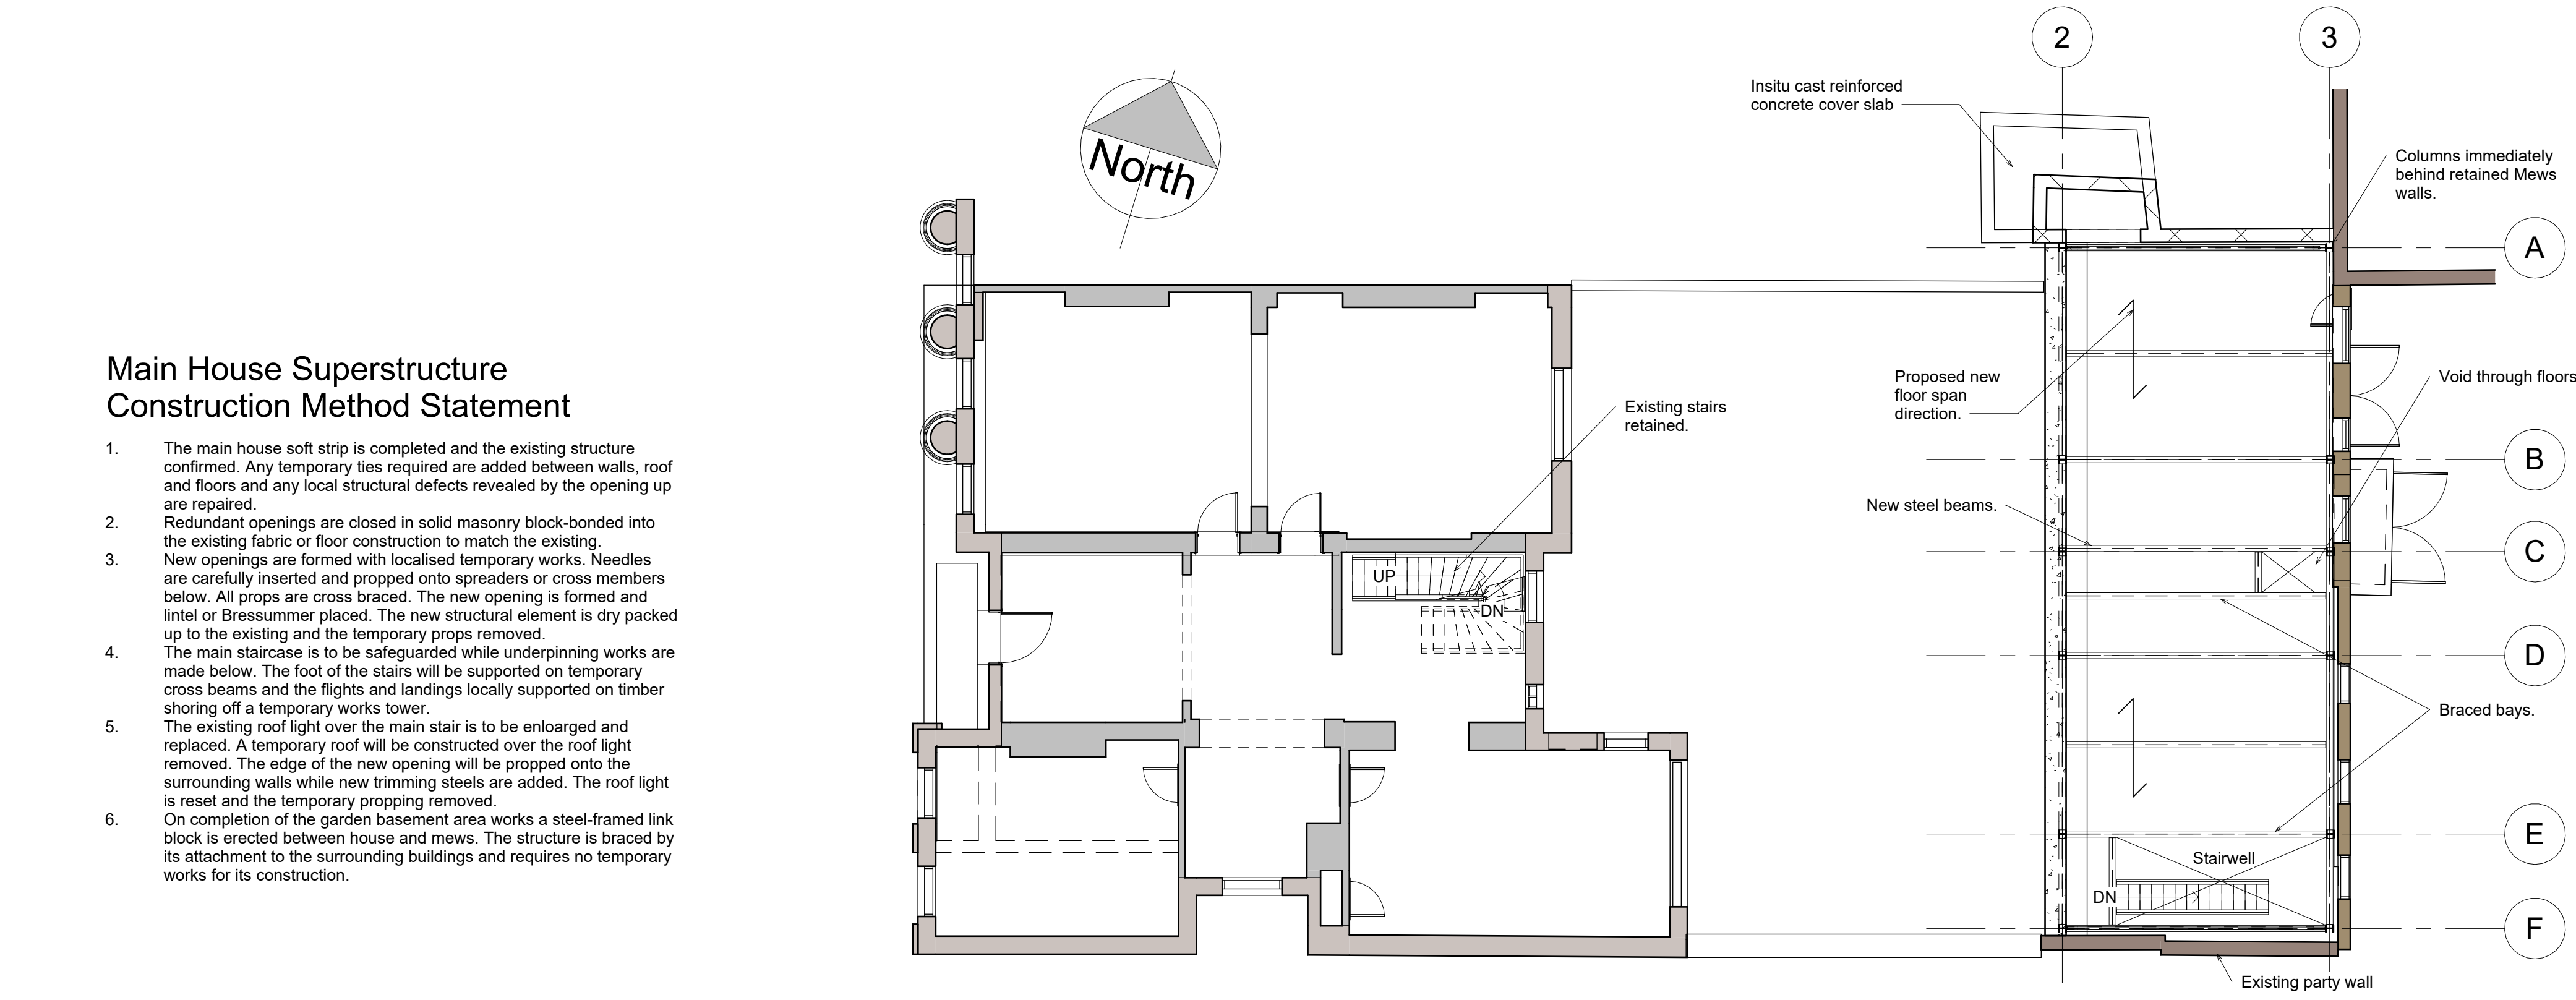 Main House Superstructure
Construction Method Statement
1. The main house soft strip is completed and the existing structure
confirmed. Any temporary ties required are added between walls, roof
and floors and any local structural defects revealed by the opening up
are repaired.
2. Redundant openings are closed in solid masonry block-bonded into
the existing fabric or floor construction to match the existing.
3. New openings are formed with localised temporary works. Needles
are carefully inserted and propped onto spreaders or cross members
below. All props are cross braced. The new opening is formed and
lintel or Bressummer placed. The new structural element is dry packed
up to the existing and the temporary props removed.
4. The main staircase is to be safeguarded while underpinning works are
made below. The foot of the stairs will be supported on temporary
cross beams and the flights and landings locally supported on timber
shoring off a temporary works tower.
5. The existing roof light over the main stair is to be enloarged and
replaced. A temporary roof will be constructed over the roof light
removed. The edge of the new opening will be propped onto the
surrounding walls while new trimming steels are added. The roof light
is reset and the temporary propping removed.
6. On completion of the garden basement area works a steel-framed link
block is erected between house and mews. The structure is braced by
its attachment to the surrounding buildings and requires no temporary
works for its construction.
North
Existing stairs
retained.
UP
DN
2
3
Insitu cast reinforced
concrete cover slab
Columns immediately
behind retained Mews
walls.
A
Proposed new
floor span
direction.
Void through floors
B
New steel beams.
C
D
Braced bays.
E
Stairwell
DN
F
Existing party wall